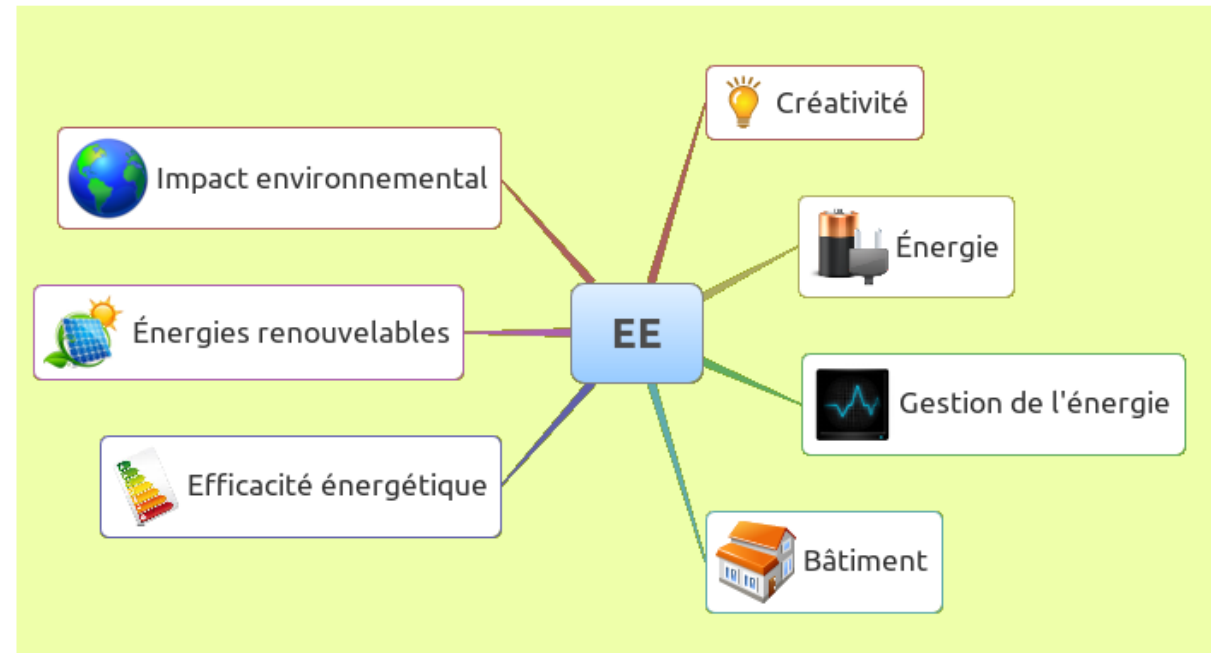 Créativité
Impact environnemental
Énergie
Énergies renouvelables
EE
Gestion de l'énergie
Efficacité énergétique
Bâtiment